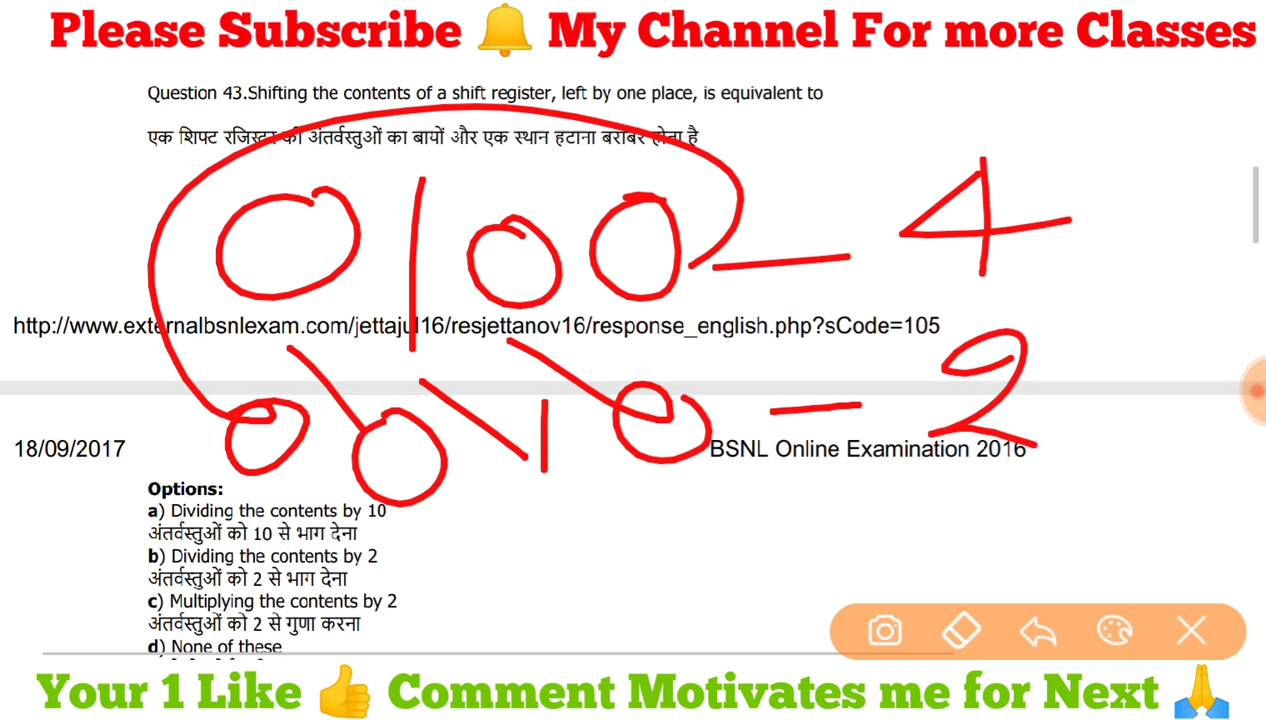 Please Subscribe 🔔 My Channel For more Classes
Question 43.Shifting the contents of a shift register, left by one place, is equivalent to
एक शिफ्ट रजिस्टर की अंतर्वस्तुओं का बायों और एक स्थान हटाना बराबर होता है
0100 — 4
http://www.externalbsnlexam.com/jettajul16/resjettanov16/response_english.php?sCode=105
0010 — 2
18/09/2017 BSNL Online Examination 2016
Options:
a) Dividing the contents by 10
अंतर्वस्तुओं को 10 से भाग देना
b) Dividing the contents by 2
अंतर्वस्तुओं को 2 से भाग देना
c) Multiplying the contents by 2
अंतर्वस्तुओं को 2 से गुणा करना
d) None of these
Your 1 Like 👍 Comment Motivates me for Next 🙏